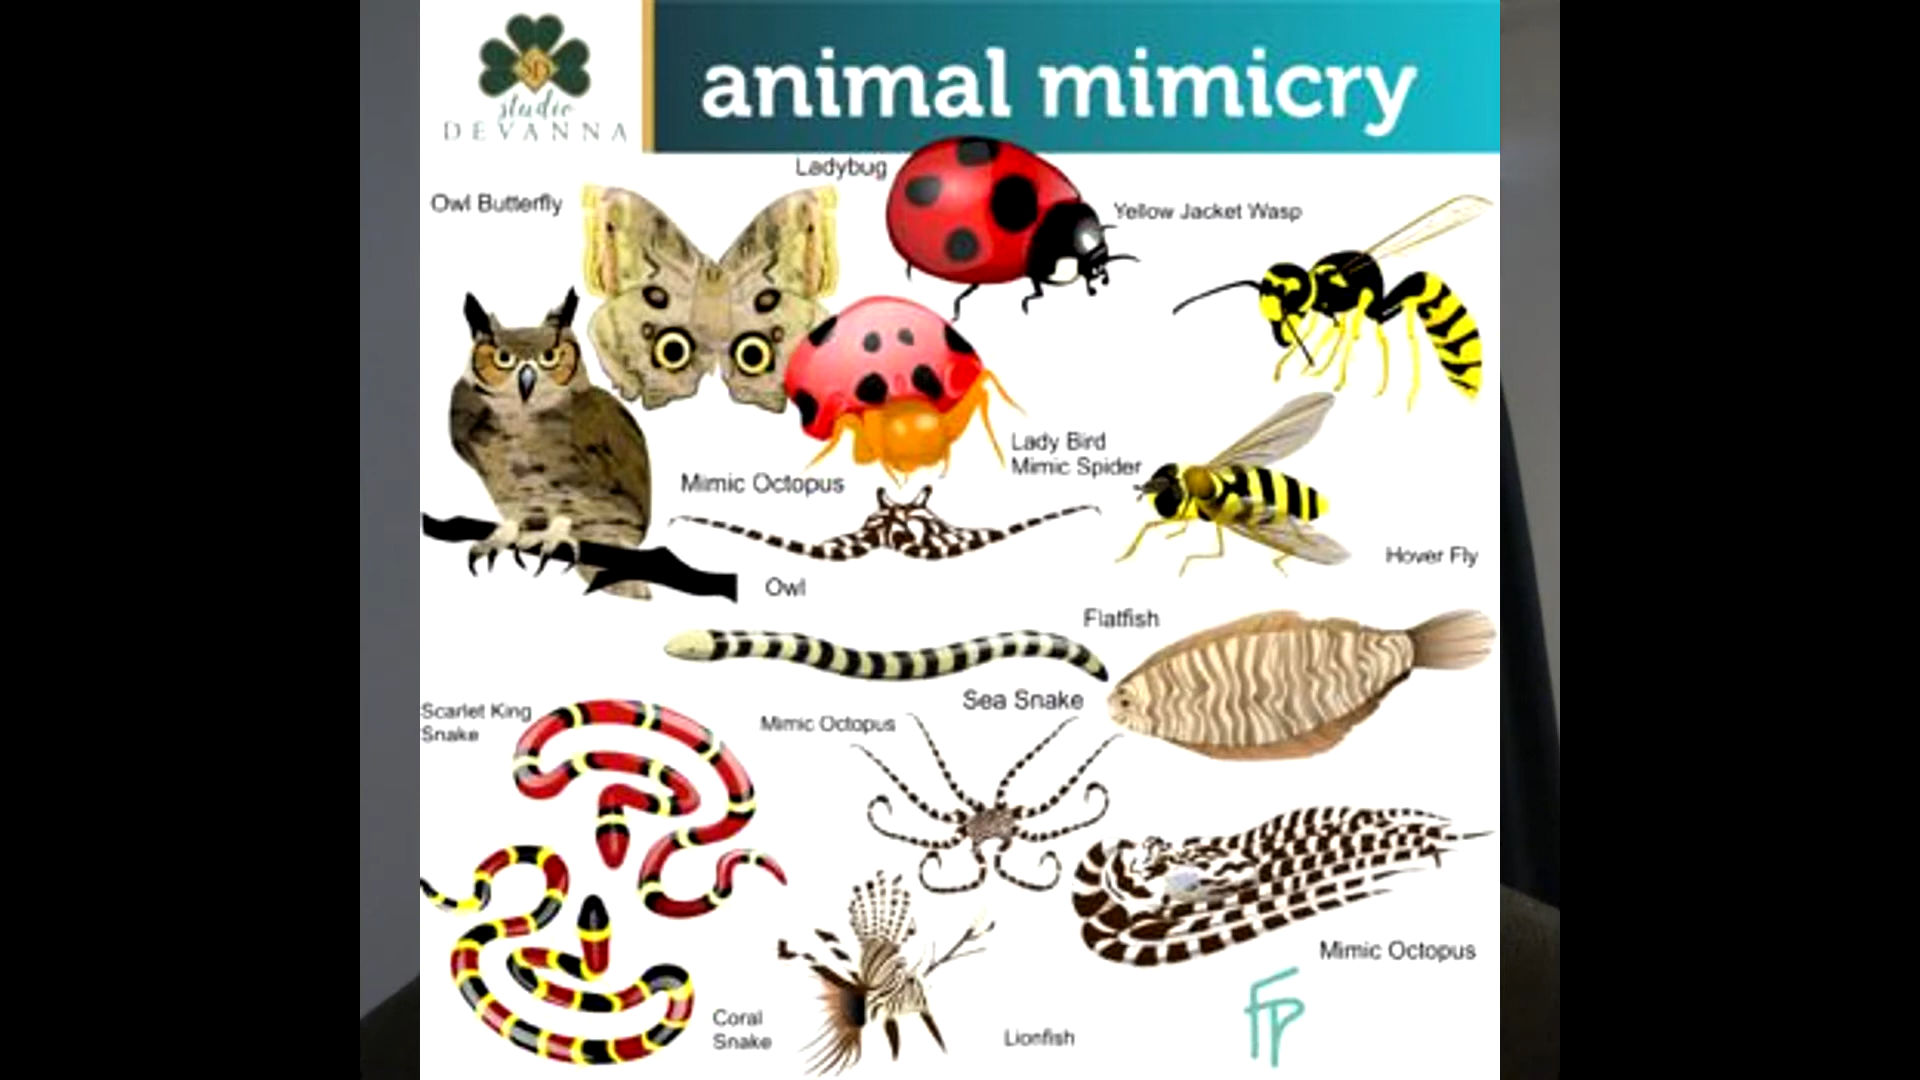 SD
studio
DEVANNA
animal mimicry
Ladybug
Owl Butterfly
Yellow Jacket Wasp
Lady Bird
Mimic Spider
Mimic Octopus
Hover Fly
Owl
Flatfish
Sea Snake
Scarlet King
Snake
Mimic Octopus
Mimic Octopus
Coral
Snake
Lionfish
FP